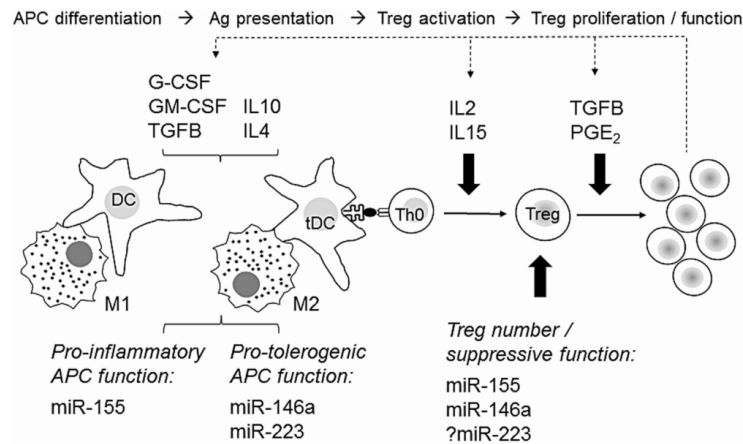 APC differentiation → Ag presentation → Treg activation → Treg proliferation / function
G-CSF
GM-CSF IL10
TGFB IL4
IL2
IL15
TGFB
PGE₂
DC
M1
tDC
M2
Th0
Treg
Pro-inflammatory
APC function:
miR-155
Pro-tolerogenic
APC function:
miR-146a
miR-223
Treg number /
suppressive function:
miR-155
miR-146a
?miR-223